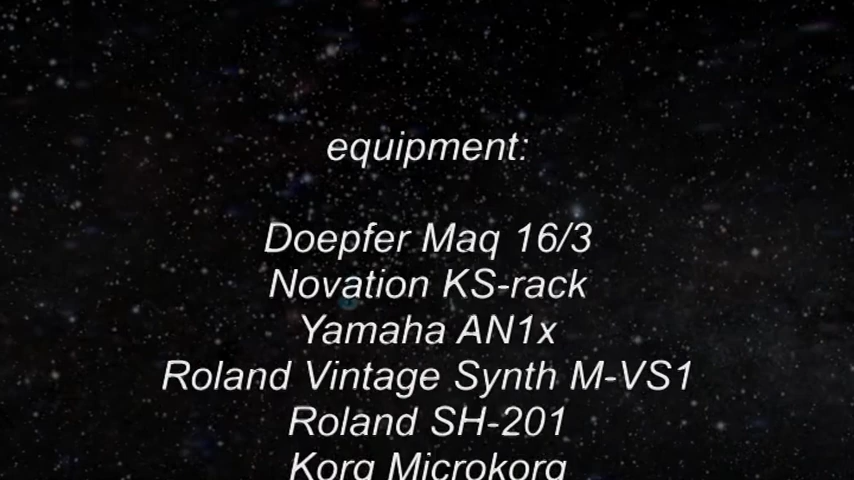 equipment:
Doepfer Maq 16/3
Novation KS-rack
Yamaha AN1x
Roland Vintage Synth M-VS1
Roland SH-201
Korg Microkorg